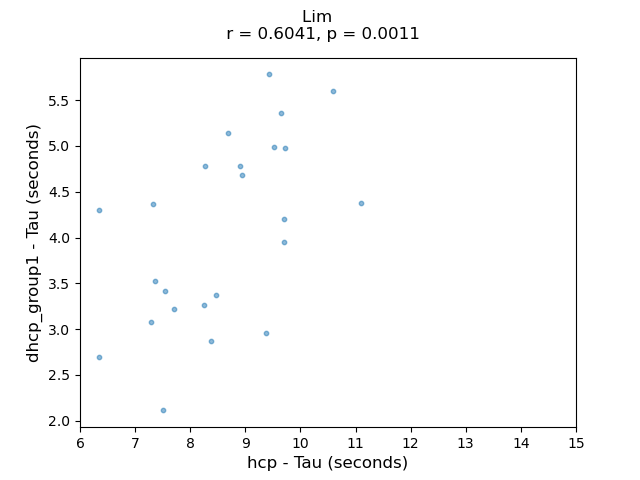 Lim
r = 0.6041, p = 0.0011
5.5
5.0
4.5
4.0
3.5
3.0
2.5
2.0
dhcp_group1 - Tau (seconds)
6 7 8 9 10 11 12 13 14 15
hcp - Tau (seconds)